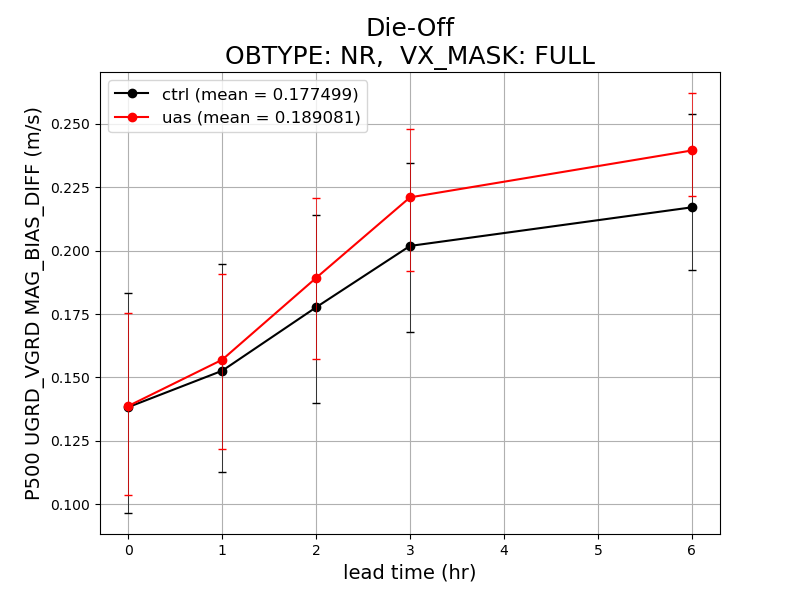 Die-Off
OBTYPE: NR,  VX_MASK: FULL
ctrl (mean = 0.177499)
uas (mean = 0.189081)
P500 UGRD_VGRD MAG_BIAS_DIFF (m/s)
0.250
0.225
0.200
0.175
0.150
0.125
0.100
0 1 2 3 4 5 6
lead time (hr)